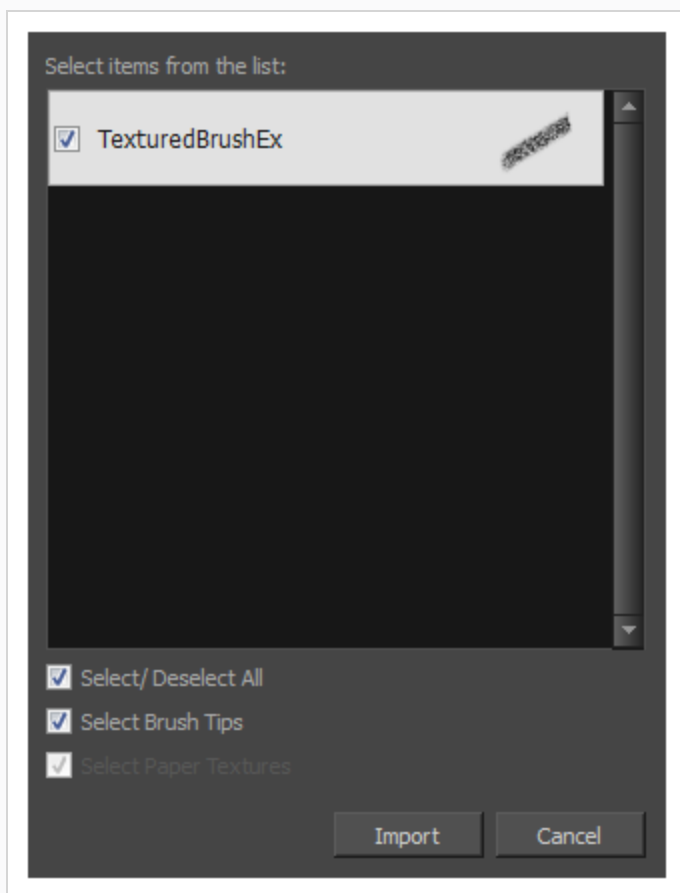 Select items from the list:
TexturedBrushEx
Select/ Deselect All
Select Brush Tips
Select Paper Textures
Import
Cancel